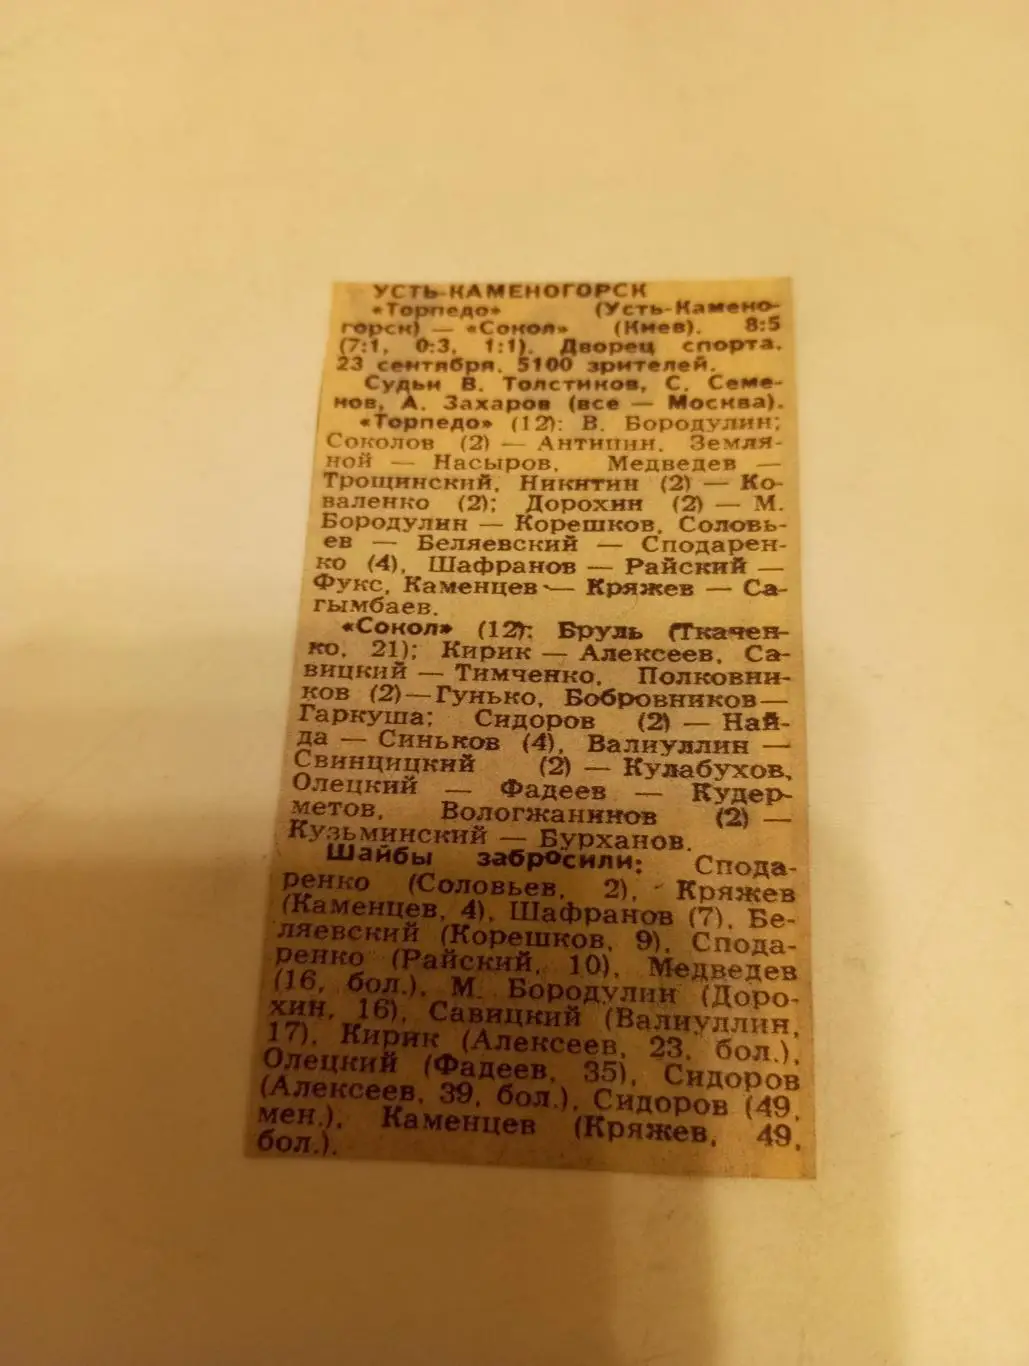 УСТЬ-КАМЕНОГОРСК
«Торпедо» (Усть-Камено-
горск) — «Сокол» (Киев). 8:5
(7:1, 0:3, 1:1). Дворец спорта.
23 сентября. 5100 зрителей.
Судьи В. Толстиков, С. Семе-
нов, А. Захаров (все — Москва).
«Торпедо» (12): В. Бородулин;
Соколов (2) — Антипин, Земля-
ной — Насыров, Медведев —
Трощинский, Никитин (2) — Ко-
валенко (2); Дорохин (2) — М.
Бородулин — Корешков, Соловь-
ев — Беляевский — Сподарен-
ко (4), Шафранов — Райский —
Фукс, Каменцев — Кряжев — Са-
гымбаев.
«Сокол» (12): Бруль (Ткачен-
ко, 21); Кирик — Алексеев, Са-
вицкий — Тимченко, Полковни-
ков (2) — Гунько, Бобровников —
Гаркуша; Сидоров (2) — Най-
да — Синьков (4), Валиуллин —
Свинцицкий (2) — Кулабухов,
Олецкий — Фадеев — Кудер-
метов, Вологжанинов (2) —
Кузьминский — Бурханов.
Шайбы забросили: Спода-
ренко (Соловьев, 2), Кряжев
(Каменцев, 4), Шафранов (7), Бе-
ляевский (Корешков, 9), Спода-
ренко (Райский, 10), Медведев
(16, бол.), М. Бородулин (Доро-
хин, 16), Савицкий (Валиуллин,
17), Кирик (Алексеев, 23, бол.),
Олецкий (Фадеев, 35), Сидоров
(Алексеев, 39, бол.), Сидоров (49,
мен.), Каменцев (Кряжев, 49,
бол.).